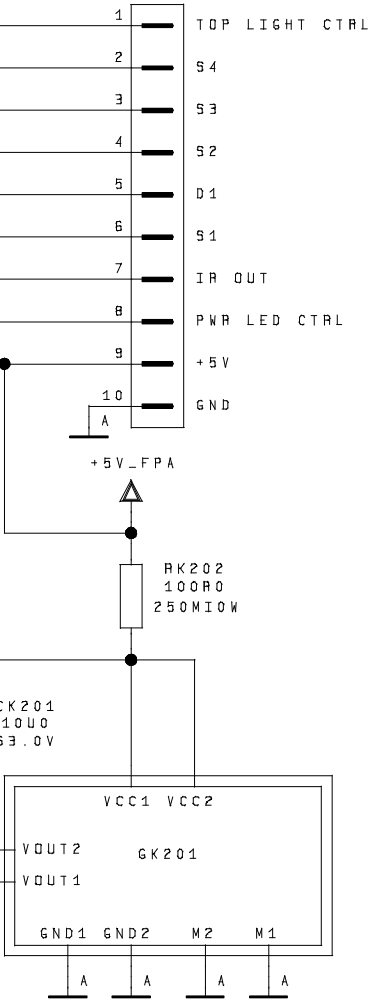 1 TOP LIGHT CTRL
2 S4
3 S3
4 S2
5 D1
6 S1
7 IR OUT
8 PWR LED CTRL
9 +5V
10 GND
A
+5V_FPA
RK202
100R0
250MIOW
CK201
10U0
63.0V
VCC1 VCC2
VOUT2
GK201
VOUT1
GND1 GND2 M2 M1
A A A A